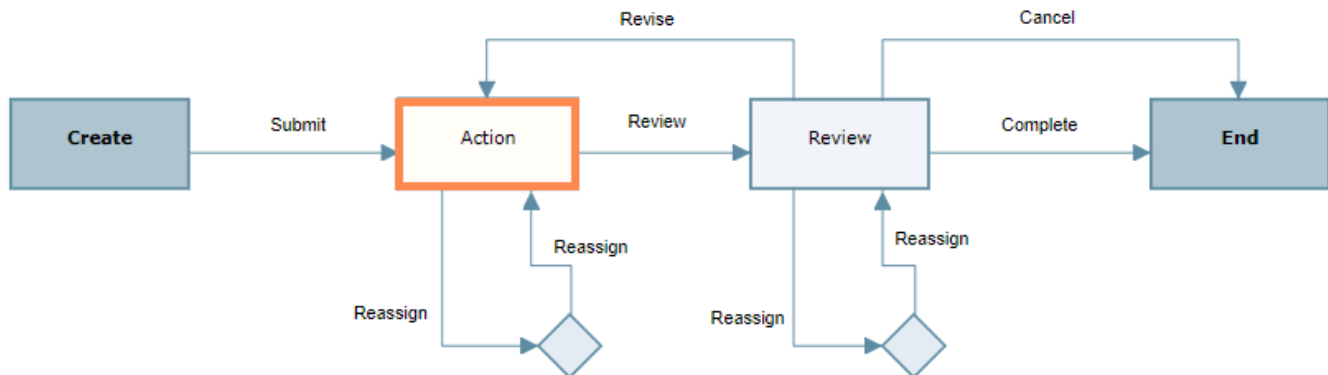 Revise
Cancel
Create
Submit
Action
Review
Review
Complete
End
Reassign
Reassign
Reassign
Reassign